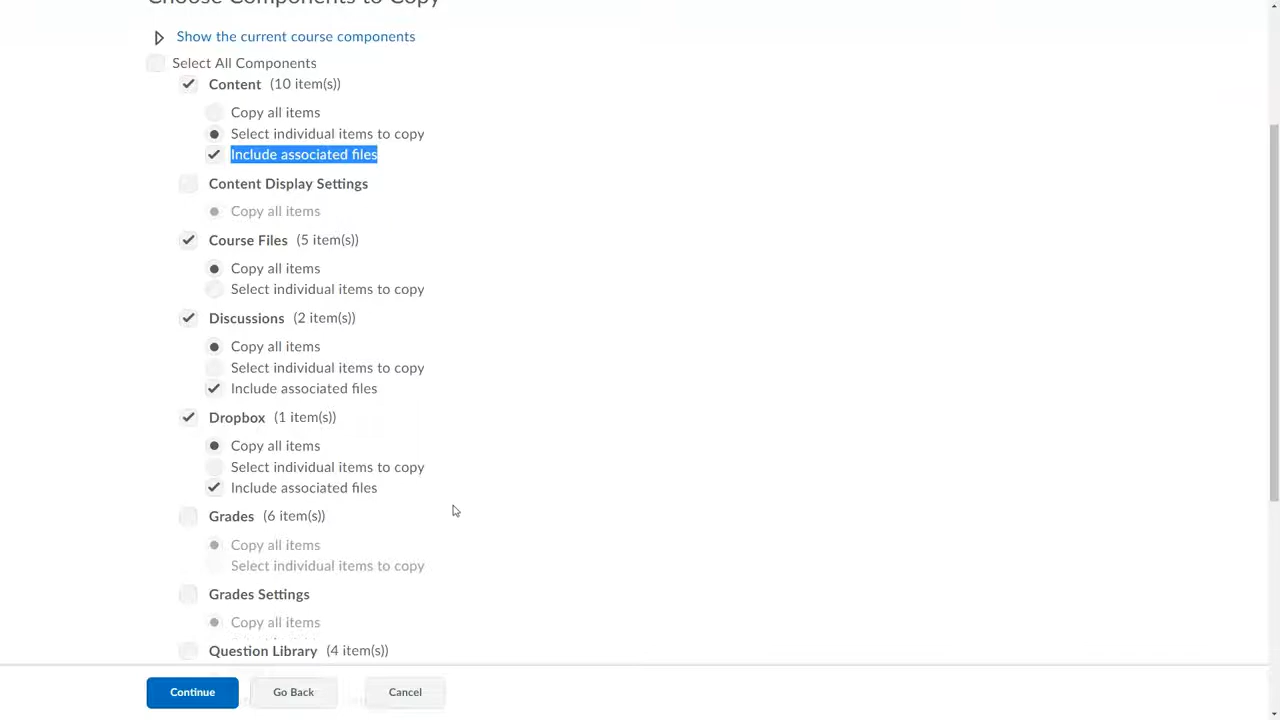 Choose Components to Copy
Show the current course components
Select All Components
Content (10 item(s))
Copy all items
Select individual items to copy
Include associated files
Content Display Settings
Copy all items
Course Files (5 item(s))
Copy all items
Select individual items to copy
Discussions (2 item(s))
Copy all items
Select individual items to copy
Include associated files
Dropbox (1 item(s))
Copy all items
Select individual items to copy
Include associated files
Grades (6 item(s))
Copy all items
Select individual items to copy
Grades Settings
Copy all items
Question Library (4 item(s))
Continue Go Back Cancel